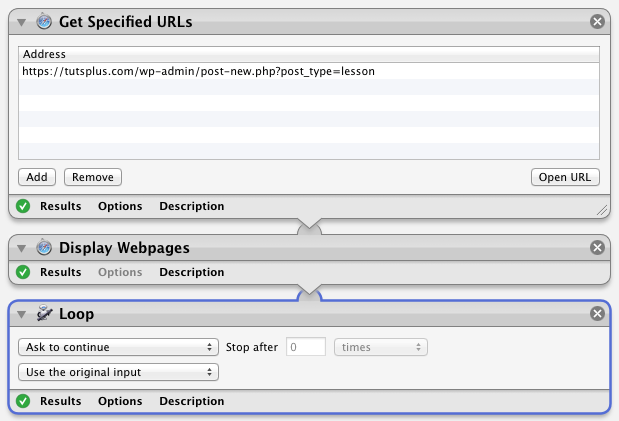 Get Specified URLs
Address
https://tutsplus.com/wp-admin/post-new.php?post_type=lesson
Add Remove Open URL
Results Options Description
Display Webpages
Results Options Description
Loop
Ask to continue Stop after 0 times
Use the original input
Results Options Description